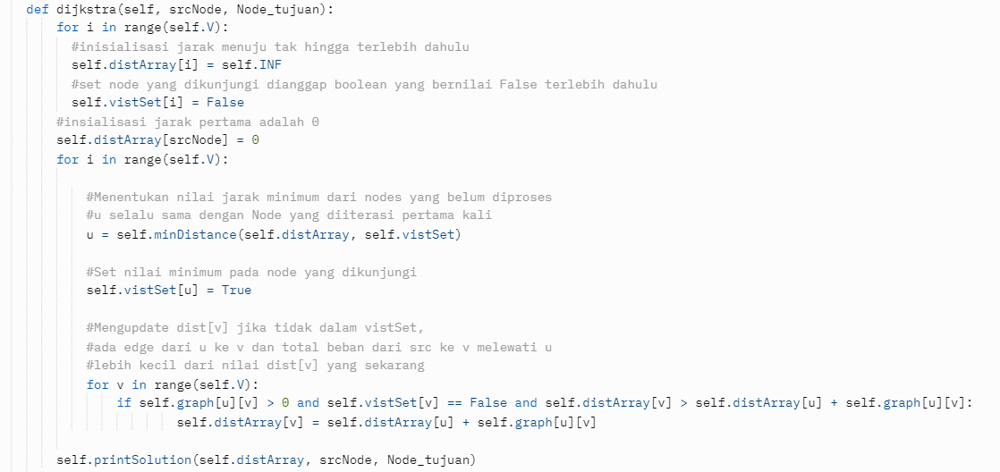 def dijkstra(self, srcNode, Node_tujuan):
for i in range(self.V):
#inisialisasi jarak menuju tak hingga terlebih dahulu
self.distArray[i] = self.INF
#set node yang dikunjungi dianggap boolean yang bernilai False terlebih dahulu
self.vistSet[i] = False
#insialisasi jarak pertama adalah 0
self.distArray[srcNode] = 0
for i in range(self.V):
#Menentukan nilai jarak minimum dari nodes yang belum diproses
#u selalu sama dengan Node yang diiterasi pertama kali
u = self.minDistance(self.distArray, self.vistSet)
#Set nilai minimum pada node yang dikunjungi
self.vistSet[u] = True
#Mengupdate dist[v] jika tidak dalam vistSet,
#ada edge dari u ke v dan total beban dari src ke v melewati u
#lebih kecil dari nilai dist[v] yang sekarang
for v in range(self.V):
if self.graph[u][v] > 0 and self.vistSet[v] == False and self.distArray[v] > self.distArray[u] + self.graph[u][v]:
self.distArray[v] = self.distArray[u] + self.graph[u][v]
self.printSolution(self.distArray, srcNode, Node_tujuan)